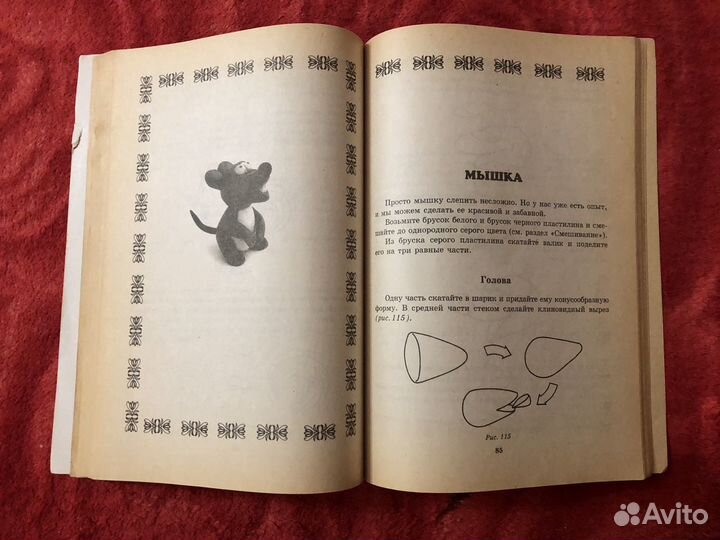 МЫШКА
Просто мышку слепить несложно. Но у нас уже есть опыт,
и мы можем сделать ее красивой и забавной.
Возьмите брусок белого и брусок черного пластилина и сме-
шайте до однородного серого цвета (см. раздел «Смешивание»).
Из бруска серого пластилина скатайте валик и поделите
его на три равные части.
Голова
Одну часть скатайте в шарик и придайте ему конусообразную
форму. В средней части стеком сделайте клиновидный вырез
(рис. 115).
Рис. 115
85
Avito